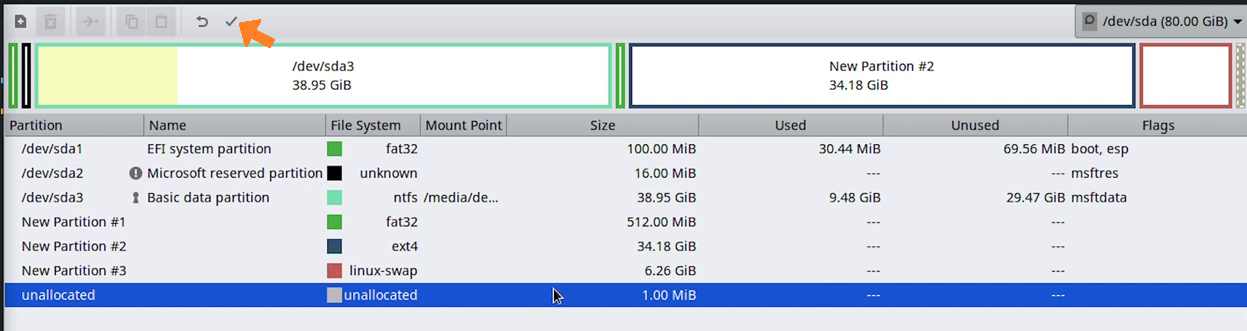 /dev/sda (80.00 GiB)
/dev/sda3
38.95 GiB
New Partition #2
34.18 GiB
Partition Name File System Mount Point Size Used Unused Flags
/dev/sda1 EFI system partition fat32 100.00 MiB 30.44 MiB 69.56 MiB boot, esp
/dev/sda2 Microsoft reserved partition unknown 16.00 MiB --- --- msftres
/dev/sda3 Basic data partition ntfs /media/de... 38.95 GiB 9.48 GiB 29.47 GiB msftdata
New Partition #1 fat32 512.00 MiB --- ---
New Partition #2 ext4 34.18 GiB --- ---
New Partition #3 linux-swap 6.26 GiB --- ---
unallocated unallocated 1.00 MiB --- ---